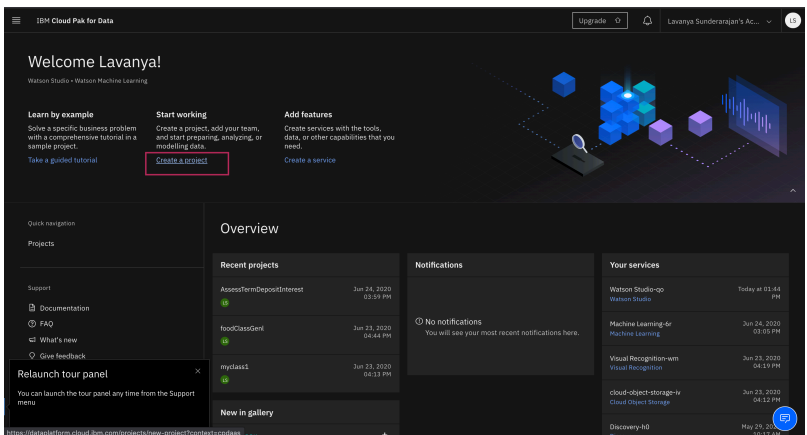 IBM Cloud Pak for Data
Upgrade
Lavanya Sunderarajan's Ac...
LS
Welcome Lavanya!
Watson Studio • Watson Machine Learning
Learn by example
Solve a specific business problem
with a comprehensive tutorial in a
sample project.
Take a guided tutorial
Start working
Create a project, add your team,
and start preparing, analyzing, or
modelling data.
Create a project
Add features
Create services with the tools,
data, or other capabilities that you
need.
Create a service
Quick navigation
Projects
Support
Documentation
FAQ
What's new
Give feedback
Relaunch tour panel
You can launch the tour panel any time from the Support
menu
https://dataplatform.cloud.ibm.com/projects/new-project?context=cpdaas
Overview
Recent projects
AssessTermDepositInterest
Jun 24, 2020
03:59 PM
LS
foodClassGenl
Jun 23, 2020
04:44 PM
LS
myclass1
Jun 23, 2020
04:13 PM
LS
New in gallery
Notifications
No notifications
You will see your most recent notifications here.
Your services
Watson Studio-qo
Today at 01:44
PM
Watson Studio
Machine Learning-6r
Jun 24, 2020
03:05 PM
Machine Learning
Visual Recognition-wm
Jun 23, 2020
04:19 PM
Visual Recognition
cloud-object-storage-iv
Jun 23, 2020
04:12 PM
Cloud Object Storage
Discovery-h0
May 29,
10:17 AM